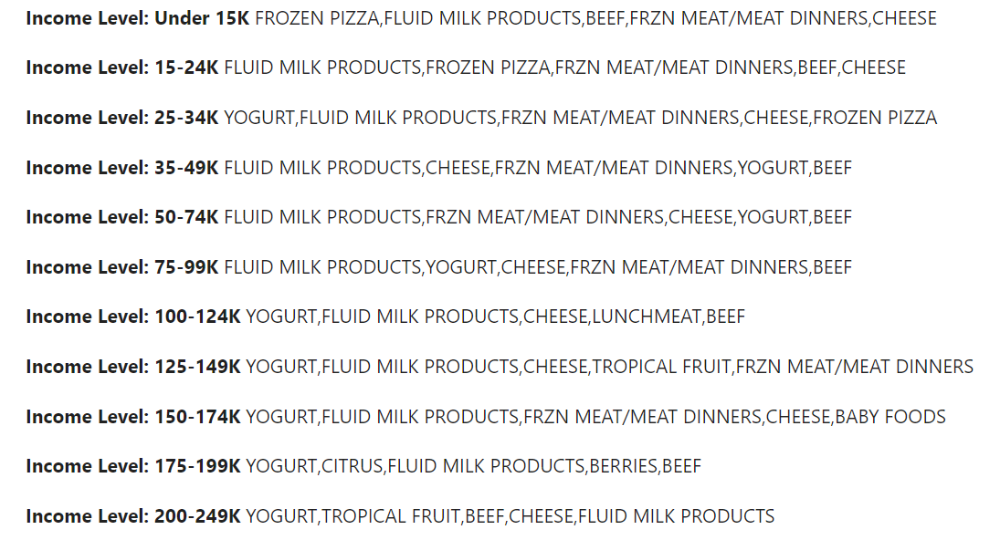 Income Level: Under 15K FROZEN PIZZA,FLUID MILK PRODUCTS,BEEF,FRZN MEAT/MEAT DINNERS,CHEESE
Income Level: 15-24K FLUID MILK PRODUCTS,FROZEN PIZZA,FRZN MEAT/MEAT DINNERS,BEEF,CHEESE
Income Level: 25-34K YOGURT,FLUID MILK PRODUCTS,FRZN MEAT/MEAT DINNERS,CHEESE,FROZEN PIZZA
Income Level: 35-49K FLUID MILK PRODUCTS,CHEESE,FRZN MEAT/MEAT DINNERS,YOGURT,BEEF
Income Level: 50-74K FLUID MILK PRODUCTS,FRZN MEAT/MEAT DINNERS,CHEESE,YOGURT,BEEF
Income Level: 75-99K FLUID MILK PRODUCTS,YOGURT,CHEESE,FRZN MEAT/MEAT DINNERS,BEEF
Income Level: 100-124K YOGURT,FLUID MILK PRODUCTS,CHEESE,LUNCHMEAT,BEEF
Income Level: 125-149K YOGURT,FLUID MILK PRODUCTS,CHEESE,TROPICAL FRUIT,FRZN MEAT/MEAT DINNERS
Income Level: 150-174K YOGURT,FLUID MILK PRODUCTS,FRZN MEAT/MEAT DINNERS,CHEESE,BABY FOODS
Income Level: 175-199K YOGURT,CITRUS,FLUID MILK PRODUCTS,BERRIES,BEEF
Income Level: 200-249K YOGURT,TROPICAL FRUIT,BEEF,CHEESE,FLUID MILK PRODUCTS